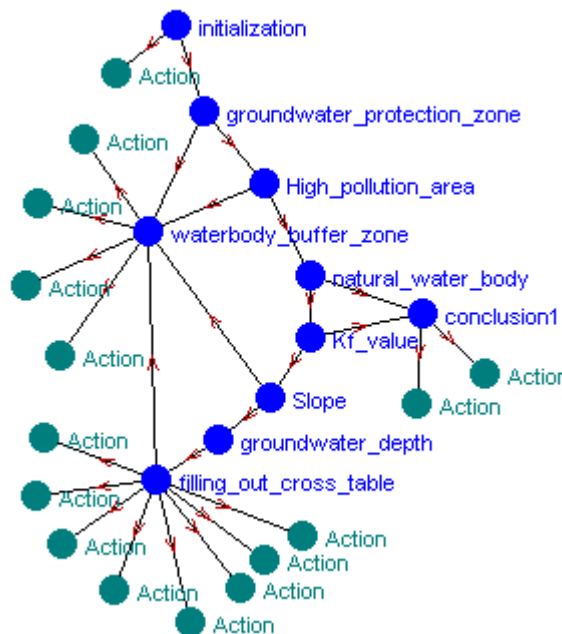 initialization
Action
groundwater_protection_zone
Action
High_pollution_area
Action
waterbody_buffer_zone
natural_water_body
Action
conclusion1
Kf_value
Action
Action
Slope
Action
Action
groundwater_depth
filling_out_cross_table
Action
Action
Action
Action
Action
Action
Action